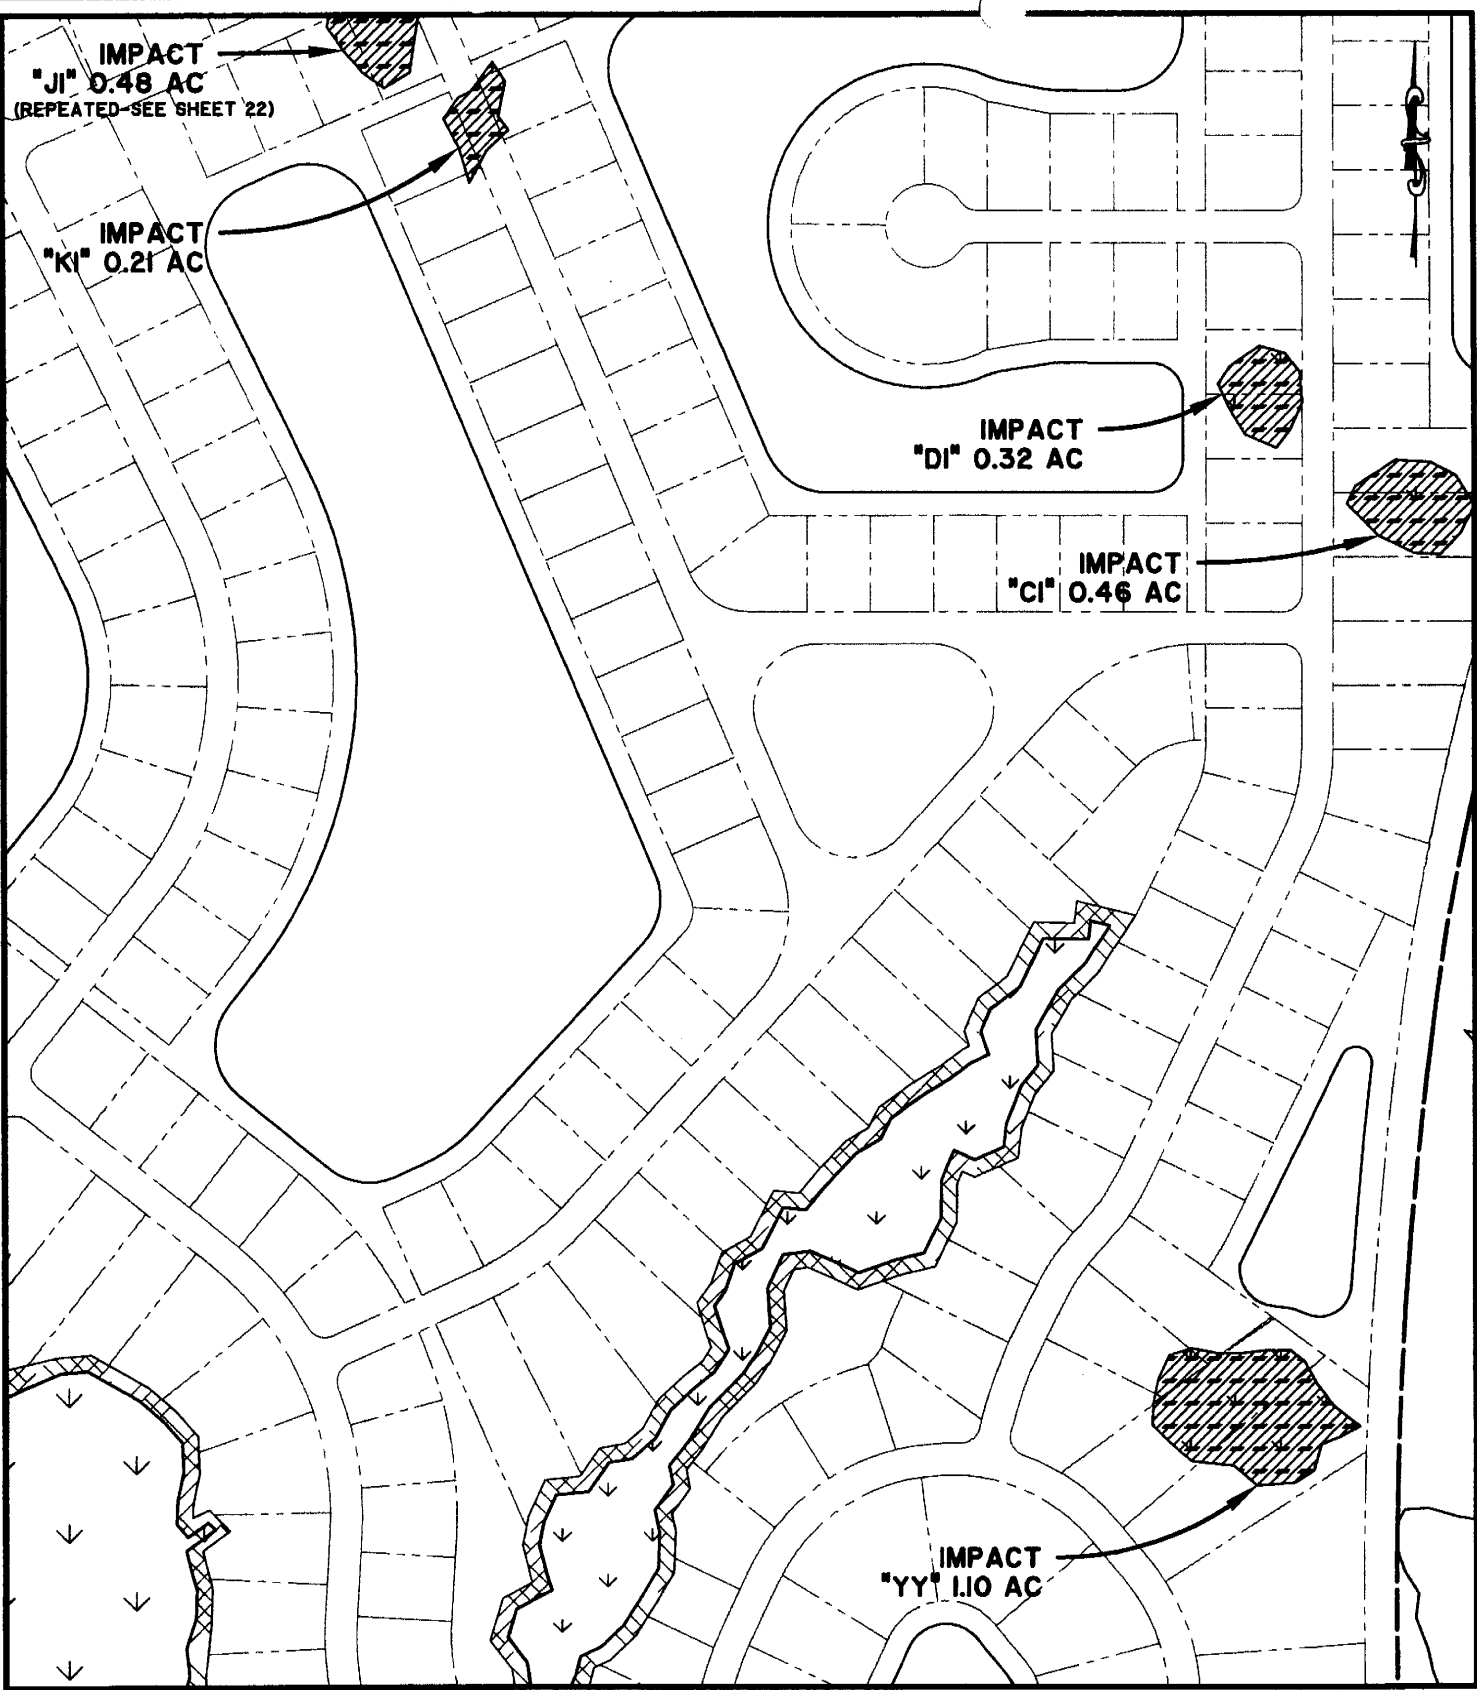 IMPACT
"JI" 0.48 AC
(REPEATED-SEE SHEET 22)
IMPACT
"KI" 0.21 AC
IMPACT
"DI" 0.32 AC
IMPACT
"CI" 0.46 AC
IMPACT
"YY" 1.10 AC